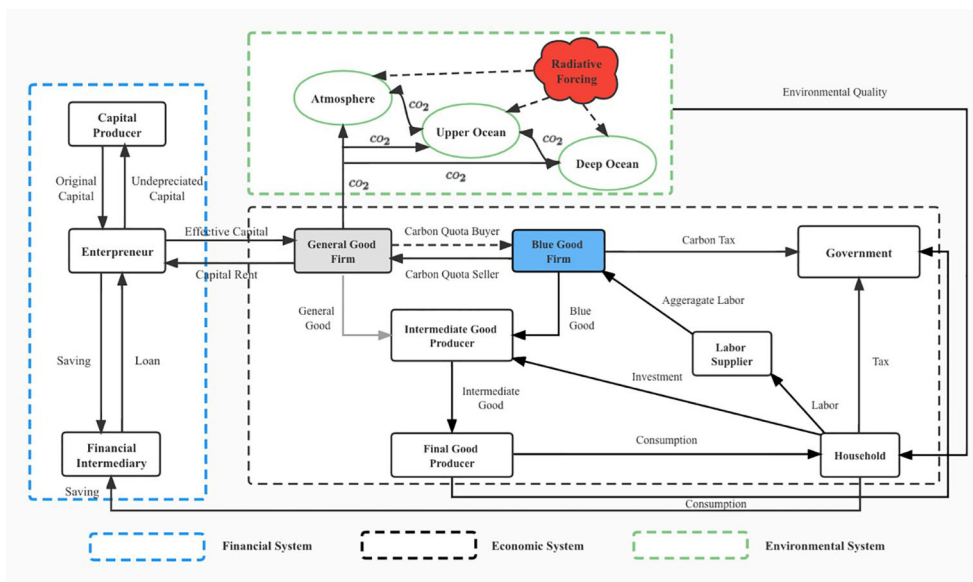 Radiative
Forcing
Environmental Quality
Atmosphere
CO2
Upper Ocean
CO2
CO2
Deep Ocean
CO2
CO2
Capital
Producer
Original
Capital
Undepreciated
Capital
Enterpreneur
Effective Capital
Capital Rent
General Good
Firm
Carbon Quota Buyer
Carbon Quota Seller
Blue Good
Firm
Carbon Tax
Government
General
Good
Blue
Good
Aggeragate Labor
Intermediate Good
Producer
Labor
Supplier
Tax
Saving
Loan
Investment
Intermediate
Good
Labor
Financial
Intermediary
Final Good
Producer
Consumption
Household
Saving
Consumption
Financial System
Economic System
Environmental System